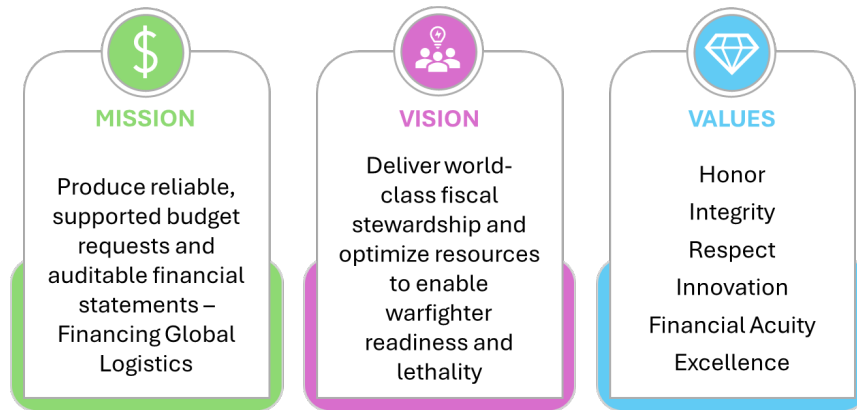 $
MISSION
Produce reliable,
supported budget
requests and
auditable financial
statements –
Financing Global
Logistics
VISION
Deliver world-
class fiscal
stewardship and
optimize resources
to enable
warfighter
readiness and
lethality
VALUES
Honor
Integrity
Respect
Innovation
Financial Acuity
Excellence